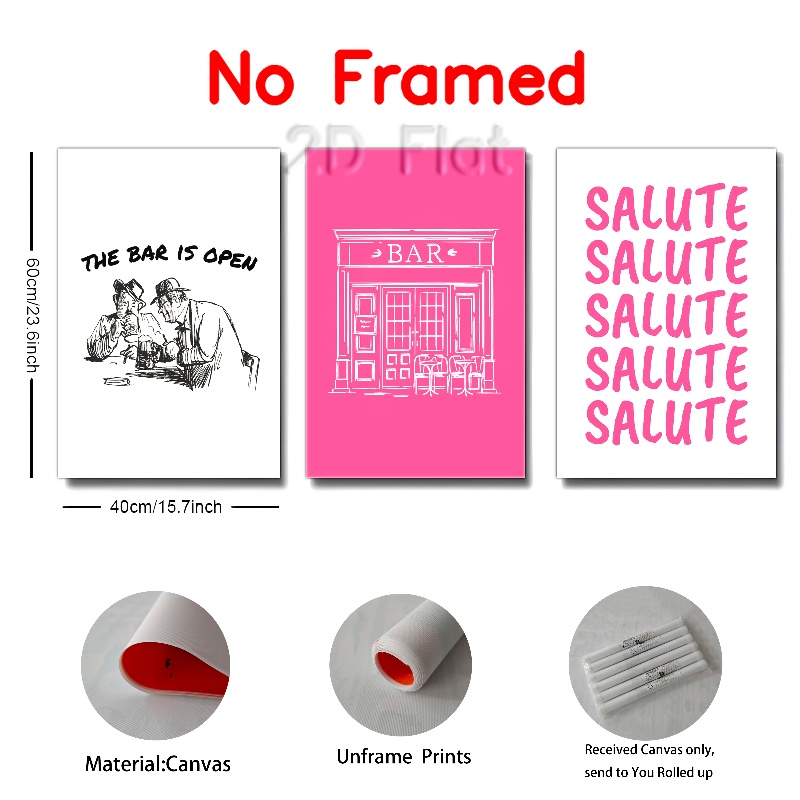 No Framed
2D Flat
60cm/23.6inch
THE BAR IS OPEN
BAR
SALUTE
SALUTE
SALUTE
SALUTE
SALUTE
40cm/15.7inch
Material:Canvas
Unframe Prints
Received Canvas only,
send to You Rolled up